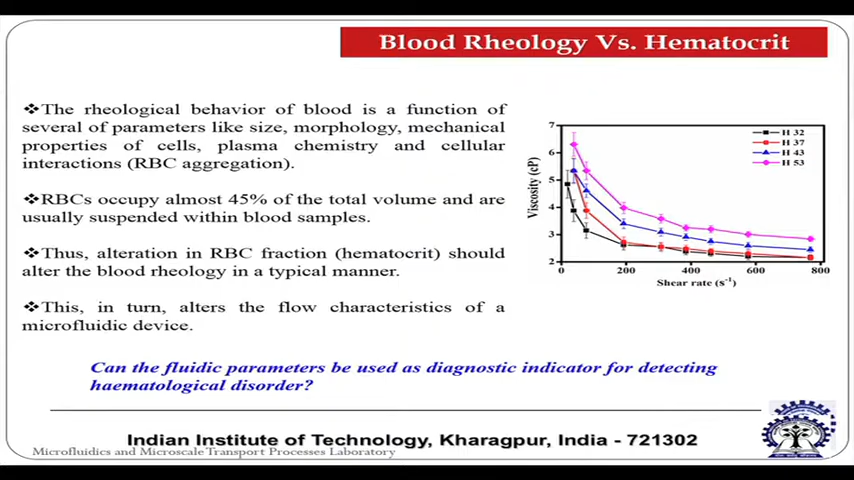 Blood Rheology Vs. Hematocrit
❖The rheological behavior of blood is a function of
several of parameters like size, morphology, mechanical
properties of cells, plasma chemistry and cellular
interactions (RBC aggregation).
❖RBCs occupy almost 45% of the total volume and are
usually suspended within blood samples.
❖Thus, alteration in RBC fraction (hematocrit) should
alter the blood rheology in a typical manner.
❖This, in turn, alters the flow characteristics of a
microfluidic device.
7
6
5
4
3
2
Viscosity (cP)
H 32
H 37
H 43
H 53
0 200 400 600 800
Shear rate (s⁻¹)
Can the fluidic parameters be used as diagnostic indicator for detecting
haematological disorder?
Indian Institute of Technology, Kharagpur, India - 721302
Microfluidics and Microscale Transport Processes Laboratory